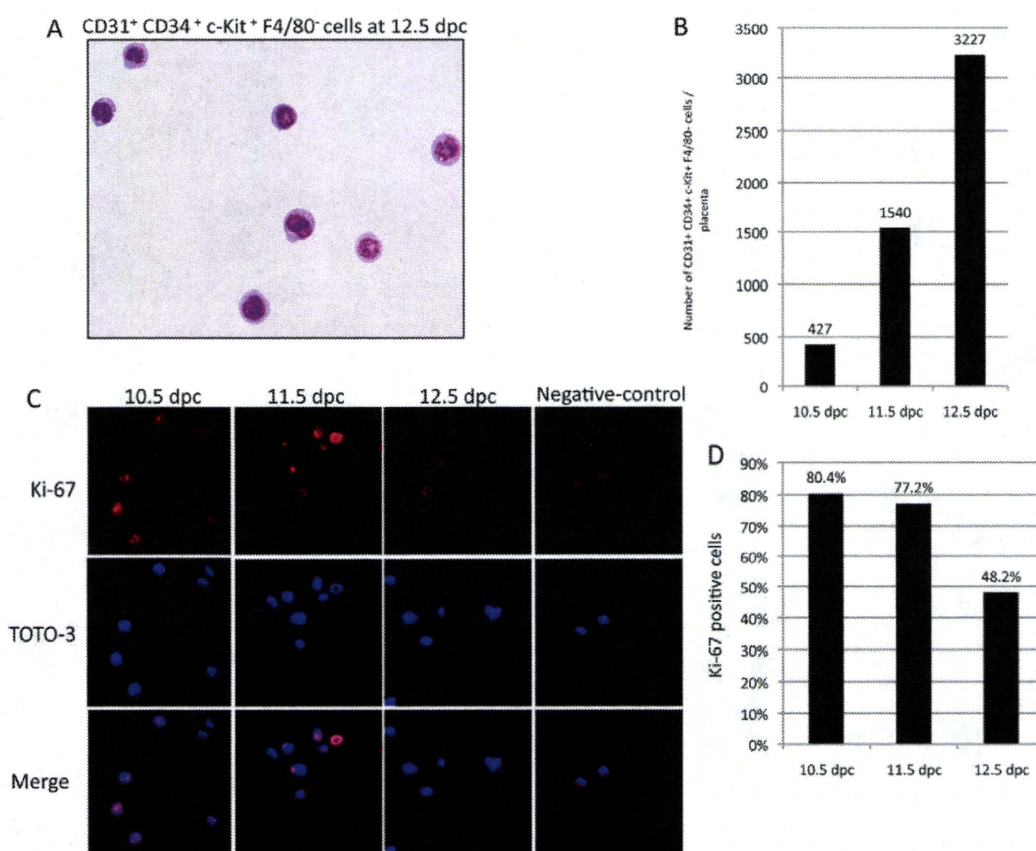 A CD31+ CD34 + c-Kit + F4/80- cells at 12.5 dpc
B
Number of CD31+ CD34+ c-Kit+ F4/80- cells /
placenta
3500
3000
2500
2000
1500
1000
500
0
427
1540
3227
10.5 dpc 11.5 dpc 12.5 dpc
C
10.5 dpc 11.5 dpc 12.5 dpc Negative-control
Ki-67
TOTO-3
Merge
D
Ki-67 positive cells
90%
80%
70%
60%
50%
40%
30%
20%
10%
0%
80.4%
77.2%
48.2%
10.5 dpc 11.5 dpc 12.5 dpc